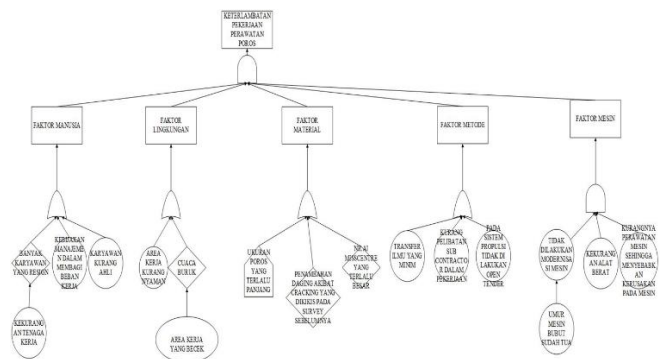 KETERLAMBATAN
PEKERJAAN
PERAWATAN
POROS
FAKTOR MANUSIA
FAKTOR
LINGKUNGAN
FAKTOR
MATERIAL
FAKTOR METODE
FAKTOR MESIN
BANYAK
KARYAWAN
YANG RESIGN
KEBIJAKAN
MANAJEME
N DALAM
MEMBAGI
BEBAN
KERJA
KARYAWAN
KURANG
AHLI
AREA
KERJA
KURANG
NYAMAN
CUACA
BURUK
UKURAN
POROS
YANG
TERLALU
PANJANG
PENAMBAHAN
DAGING AKIBAT
CRACKING YANG
DIKIKIS PADA
SURVEY
SEBELUMNYA
NILAI
MISSCENTRE
YANG
TERLALU
BESAR
TRANSFER
ILMU YANG
MINIM
KURANG
PELIBATAN
SUB
CONTRACTO
R DALAM
PEKERJAAN
PADA
SISTEM
PROPULSI
TIDAK DI
LAKUKAN
OPEN
TENDER
TIDAK
DILAKUKAN
MODERNISA
SI MESIN
KEKURANG
AN ALAT
BERAT
KURANGNYA
PERAWATAN
MESIN
SEHINGGA
MENYEBABK
AN
KERUSAKAN
PADA MESIN
KEKURANG
AN TENAGA
KERJA
AREA KERJA
YANG BECEK
UMUR
MESIN BUBUT
SUDAH TUA